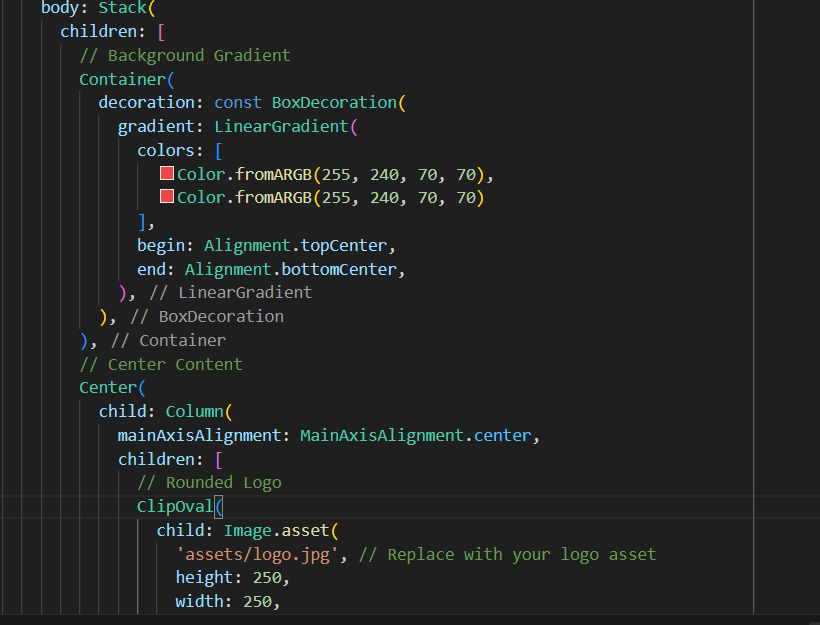 body: Stack(
children: [
// Background Gradient
Container(
decoration: const BoxDecoration(
gradient: LinearGradient(
colors: [
Color.fromARGB(255, 240, 70, 70),
Color.fromARGB(255, 240, 70, 70)
],
begin: Alignment.topCenter,
end: Alignment.bottomCenter,
), // LinearGradient
), // BoxDecoration
), // Container
// Center Content
Center(
child: Column(
mainAxisAlignment: MainAxisAlignment.center,
children: [
// Rounded Logo
ClipOval(
child: Image.asset(
'assets/logo.jpg', // Replace with your logo asset
height: 250,
width: 250,